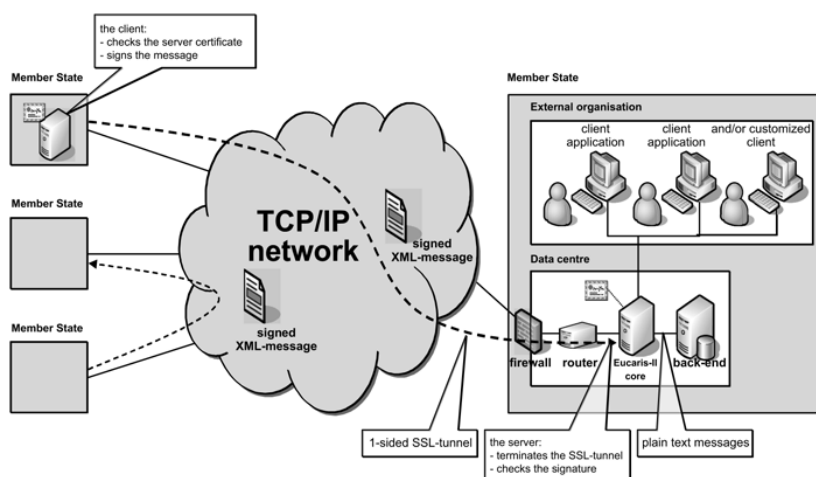 the client:
- checks the server certificate
- signs the message
Member State
Member State
Member State
TCP/IP
network
signed
XML-message
signed
XML-message
Member State
External organisation
client
application
client
application
and/or customized
client
Data centre
firewall
router
Eucaris-II
core
back-end
1-sided SSL-tunnel
the server:
- terminates the SSL-tunnel
- checks the signature
plain text messages